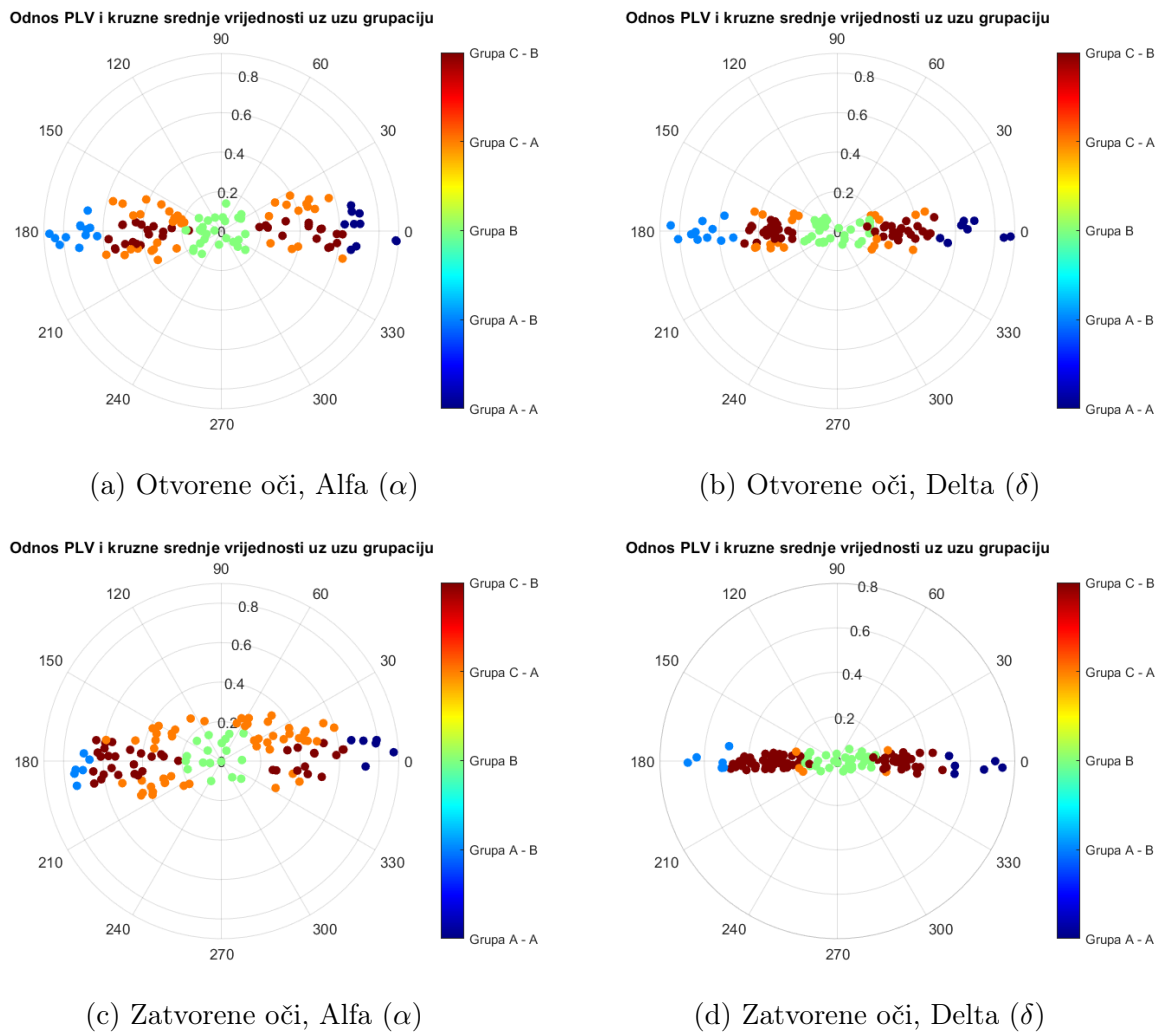 Odnos PLV i kruzne srednje vrijednosti uz uzu grupaciju
90
120
60
150
30
180
0
210
330
240
300
270
0.8
0.6
0.4
0.2
0
Grupa C - B
Grupa C - A
Grupa B
Grupa A - B
Grupa A - A
(a) Otvorene oči, Alfa (α)
Odnos PLV i kruzne srednje vrijednosti uz uzu grupaciju
90
120
60
150
30
180
0
210
330
240
300
270
0.8
0.6
0.4
0.2
0
Grupa C - B
Grupa C - A
Grupa B
Grupa A - B
Grupa A - A
(b) Otvorene oči, Delta (δ)
Odnos PLV i kruzne srednje vrijednosti uz uzu grupaciju
90
120
60
150
30
180
0
210
330
240
300
270
0.8
0.6
0.4
0.2
0
Grupa C - B
Grupa C - A
Grupa B
Grupa A - B
Grupa A - A
(c) Zatvorene oči, Alfa (α)
Odnos PLV i kruzne srednje vrijednosti uz uzu grupaciju
90
120
60
150
30
180
0
210
330
240
300
270
0.8
0.6
0.4
0.2
0
Grupa C - B
Grupa C - A
Grupa B
Grupa A - B
Grupa A - A
(d) Zatvorene oči, Delta (δ)